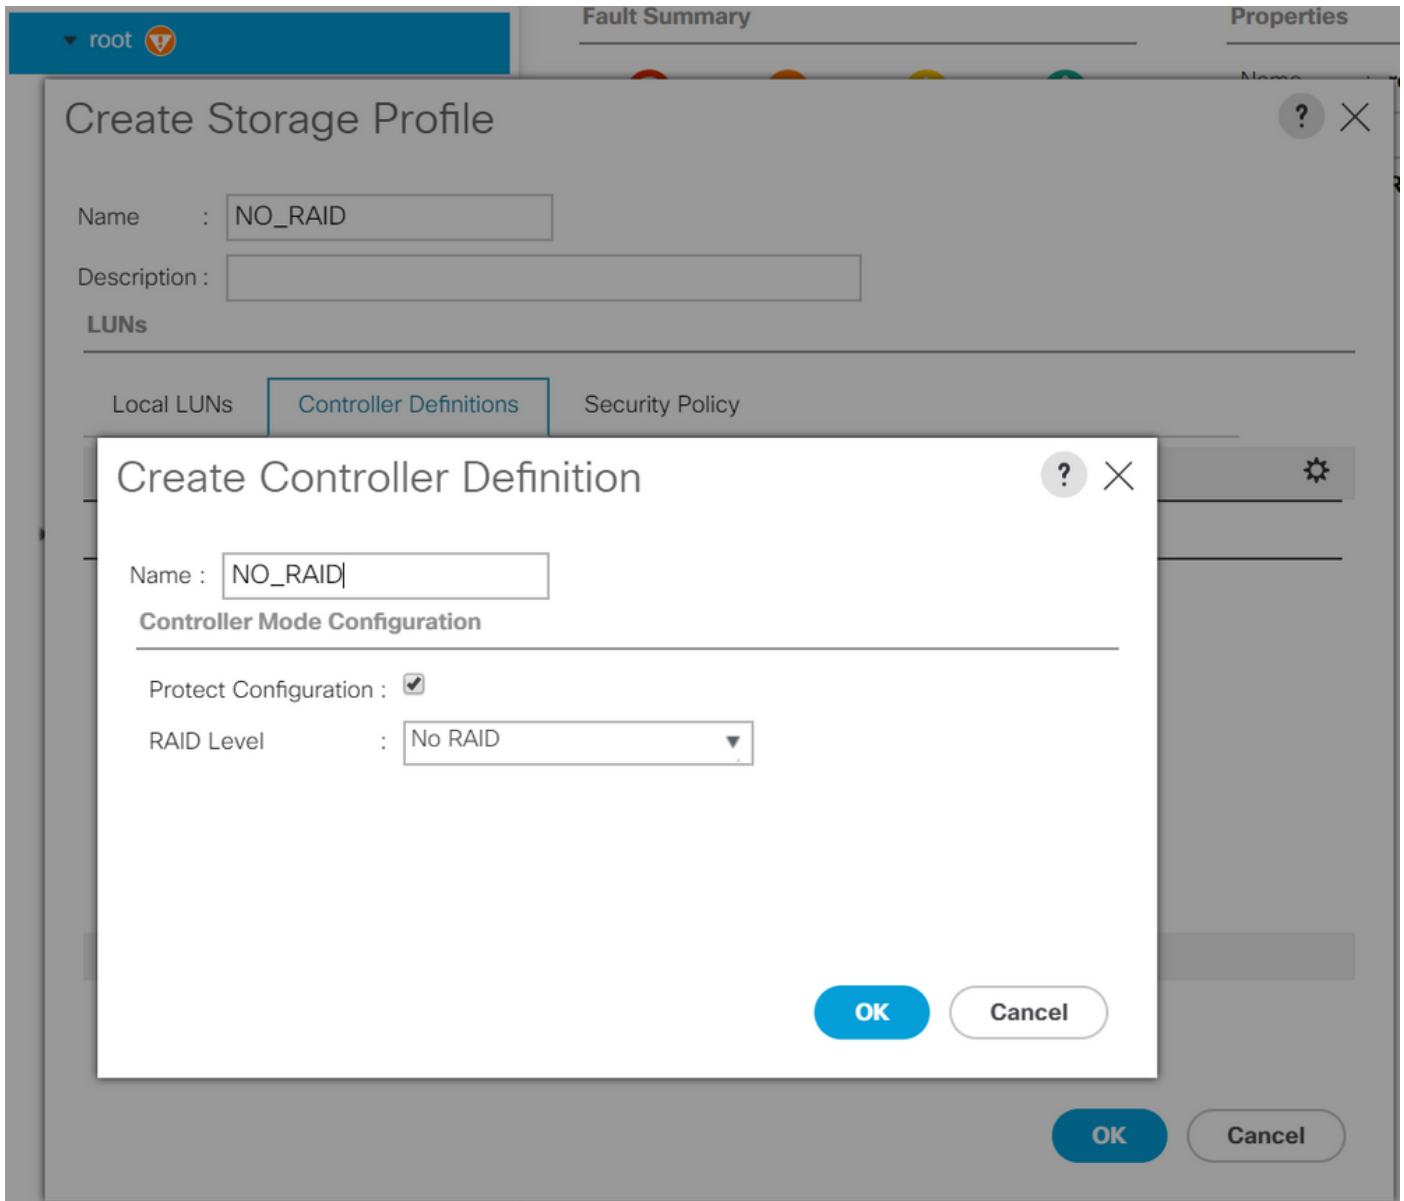 root
Fault Summary
Properties
Name :
Create Storage Profile
?
Name : NO_RAID
Description :
LUNs
Local LUNs
Controller Definitions
Security Policy
Create Controller Definition
?
Name : NO_RAID
Controller Mode Configuration
Protect Configuration :
RAID Level : No RAID
OK
Cancel
OK
Cancel